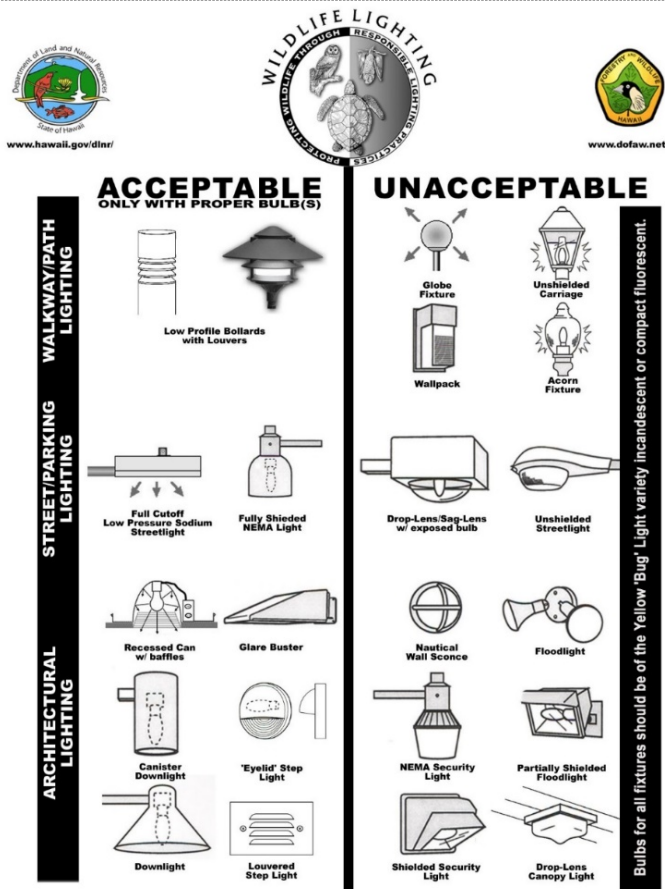 WILDLIFE LIGHTING
PROTECTING WILDLIFE THROUGH RESPONSIBLE LIGHTING PRACTICES
Department of Land and Natural Resources
State of Hawaii
www.hawaii.gov/dlnr/
FORESTRY AND WILDLIFE
HAWAII
www.dofaw.net
ACCEPTABLE
ONLY WITH PROPER BULB(S)
UNACCEPTABLE
WALKWAY/PATH
LIGHTING
Low Profile Bollards
with Louvers
Globe
Fixture
Unshielded
Carriage
Wallpack
Acorn
Fixture
STREET/PARKING
LIGHTING
Full Cutoff
Low Pressure Sodium
Streetlight
Fully Shieded
NEMA Light
Drop-Lens/Sag-Lens
w/ exposed bulb
Unshielded
Streetlight
ARCHITECTURAL
LIGHTING
Recessed Can
w/ baffles
Glare Buster
Nautical
Wall Sconce
Floodlight
Canister
Downlight
'Eyelid' Step
Light
NEMA Security
Light
Partially Shielded
Floodlight
Downlight
Louvered
Step Light
Shielded Security
Light
Drop-Lens
Canopy Light
Bulbs for all fixtures should be of the Yellow 'Bug' Light variety incandescent or compact fluorescent.